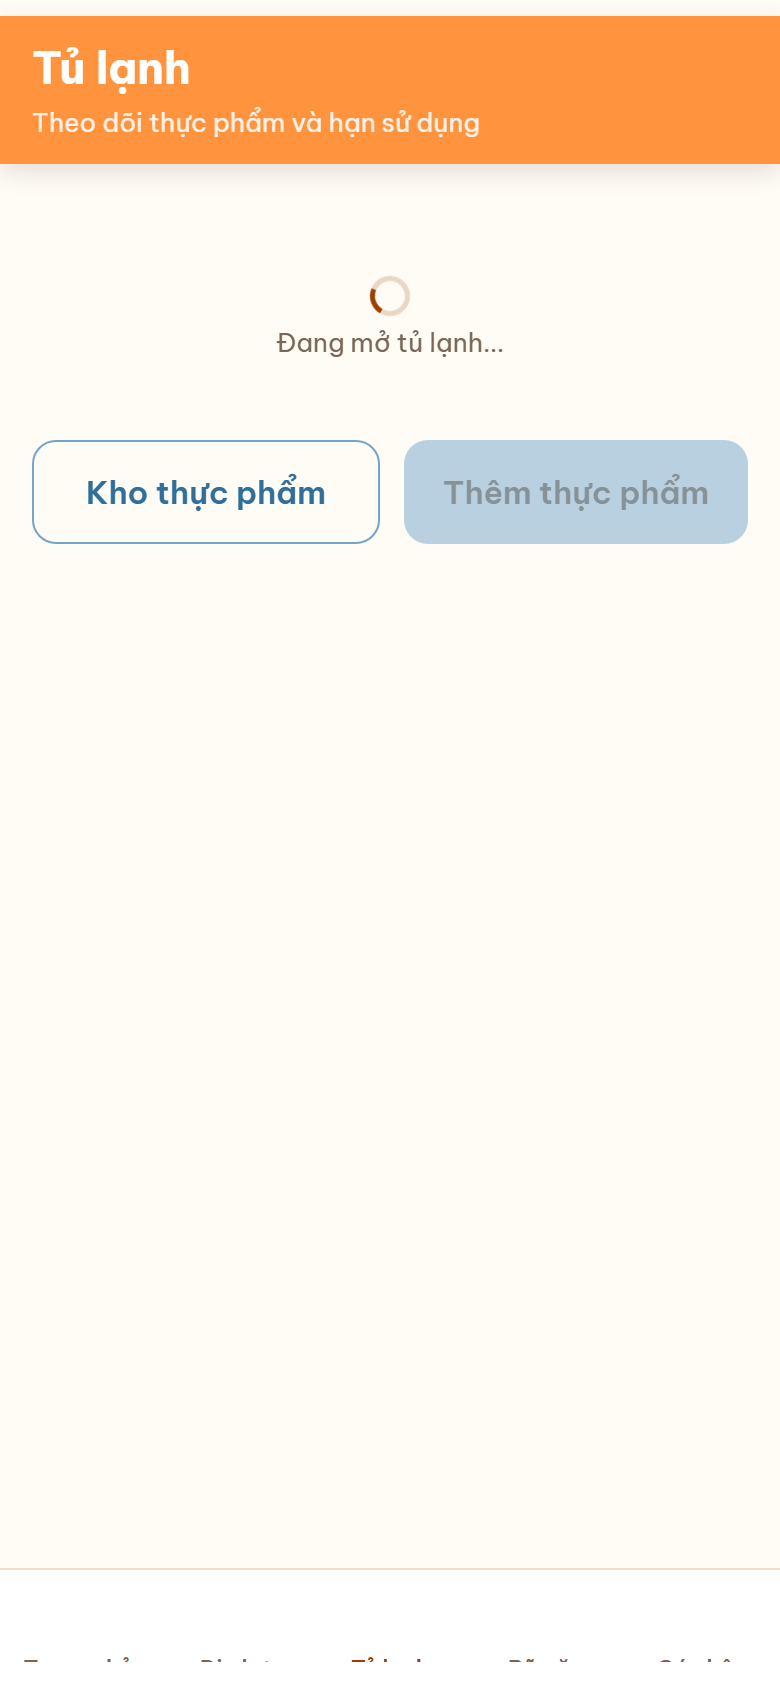 Tủ lạnh
Theo dõi thực phẩm và hạn sử dụng
Đang mở tủ lạnh...
Kho thực phẩm
Thêm thực phẩm